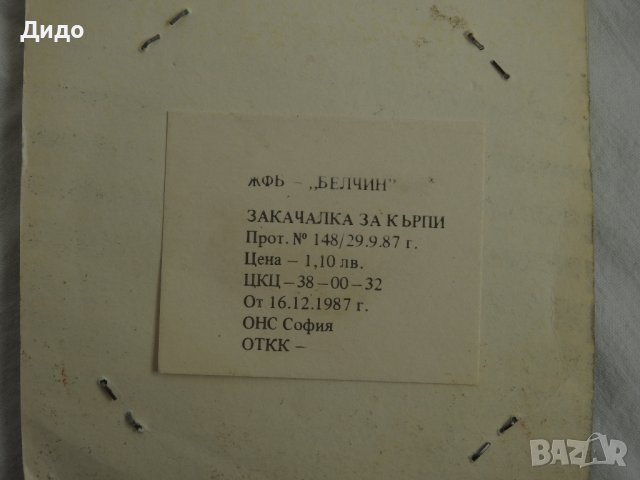 Дидо
ЖФБ – „БЕЛЧИН"
ЗАКАЧАЛКА ЗА КЪРПИ
Прот. № 148/29.9.87 г.
Цена – 1,10 лв.
ЦКЦ–38–00–32
От 16.12.1987 г.
ОНС София
ОТКК –
BAZAR